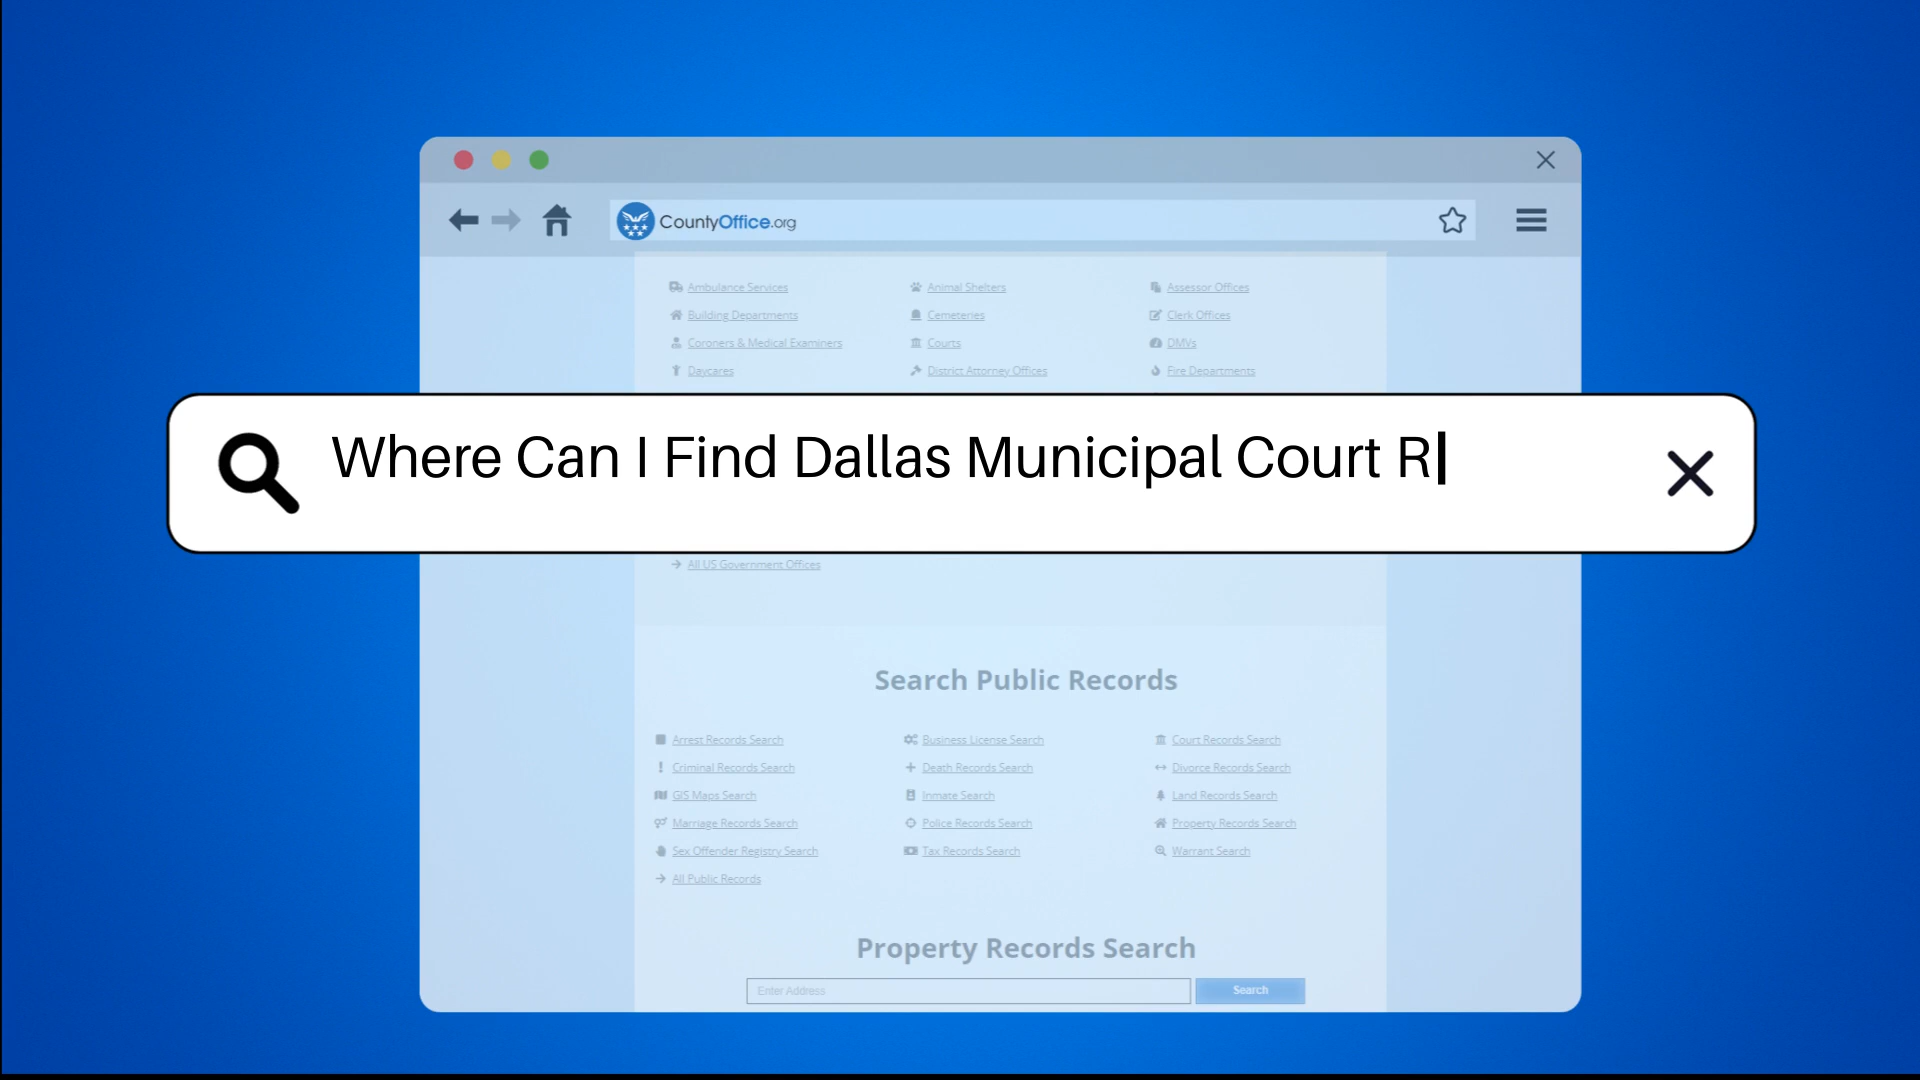 CountyOffice.org
Ambulance Services Animal Shelters Assessor Offices
Building Departments Cemeteries Clerk Offices
Coroners & Medical Examiners Courts DMVs
Daycares District Attorney Offices Fire Departments
Where Can I Find Dallas Municipal Court R
All US Government Offices
Search Public Records
Arrest Records Search Business License Search Court Records Search
Criminal Records Search Death Records Search Divorce Records Search
GIS Maps Search Inmate Search Land Records Search
Marriage Records Search Police Records Search Property Records Search
Sex Offender Registry Search Tax Records Search Warrant Search
All Public Records
Property Records Search
Enter Address Search